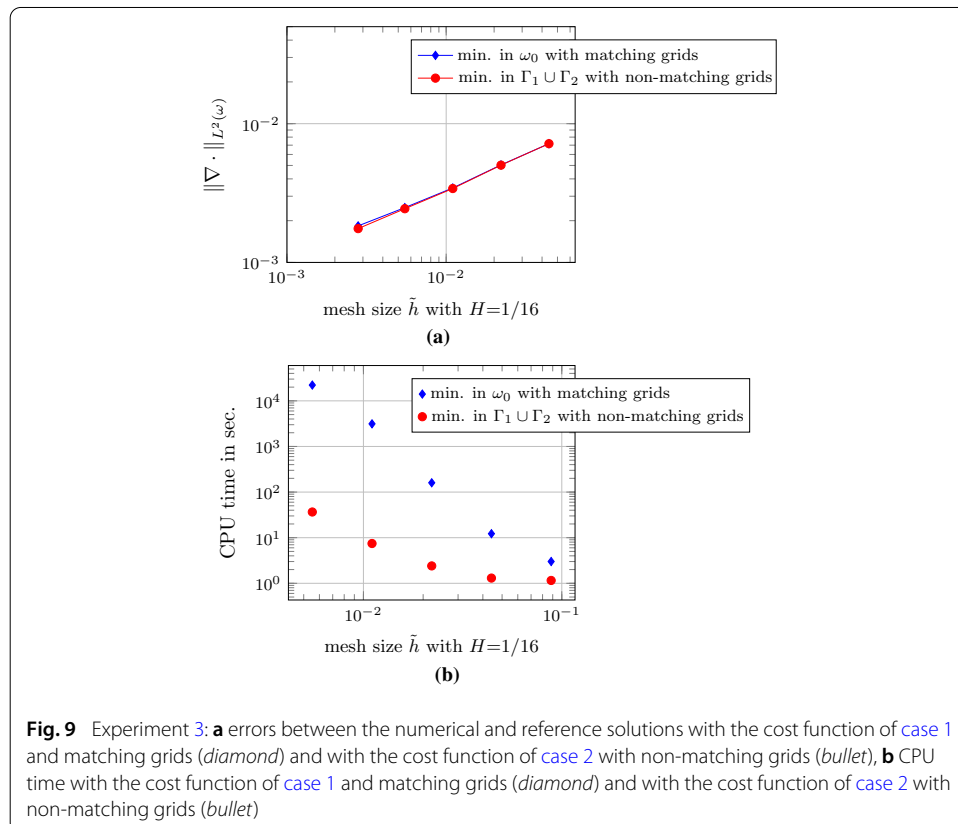 min. in ω₀ with matching grids
min. in Γ₁ ∪ Γ₂ with non-matching grids
‖∇ · ‖_{L²(ω)}
10⁻²
10⁻³
10⁻³
10⁻²
mesh size h̃ with H=1/16
(a)
min. in ω₀ with matching grids
min. in Γ₁ ∪ Γ₂ with non-matching grids
CPU time in sec.
10⁴
10³
10²
10¹
10⁰
10⁻²
10⁻¹
mesh size h̃ with H=1/16
(b)
Fig. 9 Experiment 3: a errors between the numerical and reference solutions with the cost function of case 1
and matching grids (diamond) and with the cost function of case 2 with non-matching grids (bullet), b CPU
time with the cost function of case 1 and matching grids (diamond) and with the cost function of case 2 with
non-matching grids (bullet)